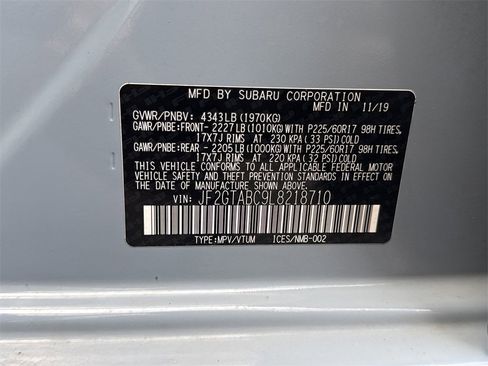 MFD BY SUBARU CORPORATION
GVWR/PNBV: 4343LB (1970KG) MFD IN 11/19
GAWR/PNBE:FRONT- 2227LB (1010KG) WITH P225/60R17 98H TIRES,
17X7J RIMS AT 230 KPA( 33 PSI)COLD
GAWR/PNBE:REAR - 2205LB (1000KG) WITH P225/60R17 98H TIRES,
17X7J RIMS AT 220 KPA( 32 PSI)COLD
THIS VEHICLE CONFORMS TO ALL APPLICABLE FEDERAL MOTOR
VEHICLE SAFETY AND THEFT PREVENTION STANDARDS
IN EFFECT ON THE DATE OF MANUFACTURE SHOWN ABOVE.
VIN: JF2GTABC9L8218710
TYPE:MPV/VTUM ICES/NMB-002